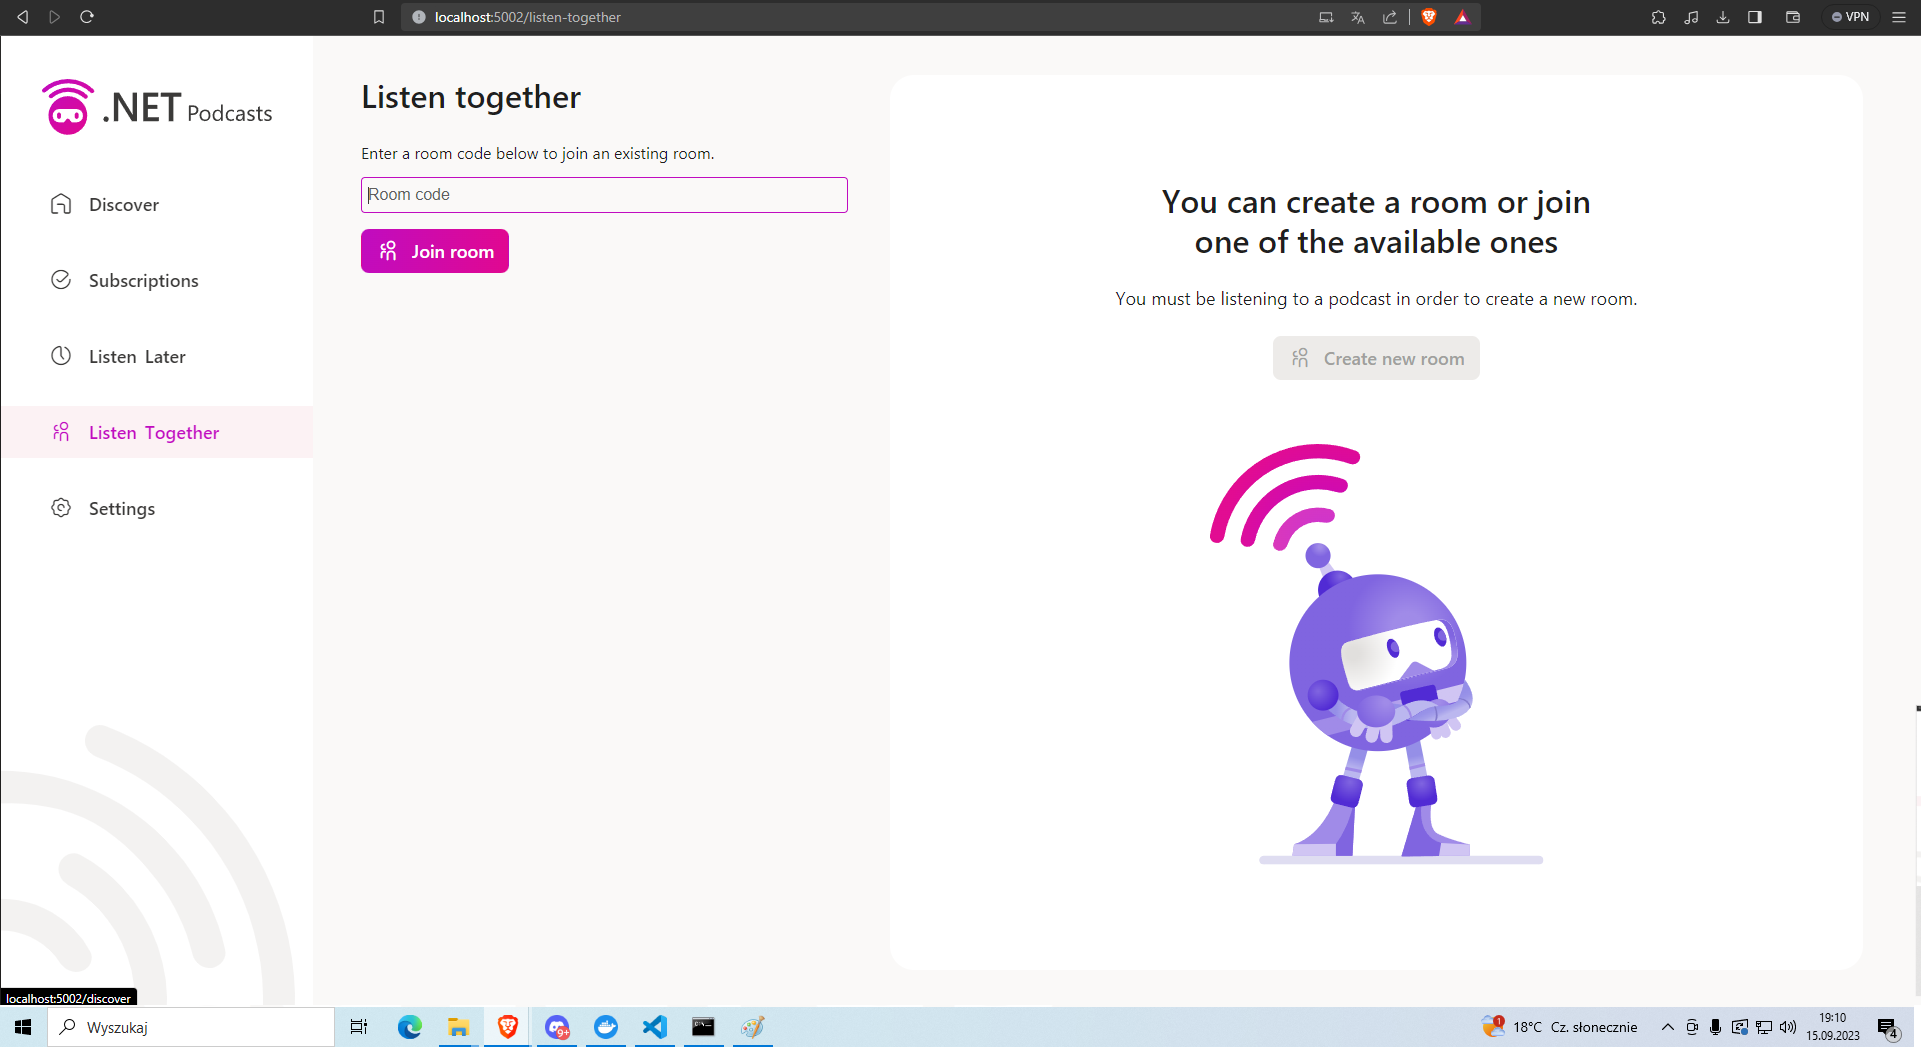 localhost:5002/listen-together
VPN
.NET Podcasts
Discover
Subscriptions
Listen Later
Listen Together
Settings
Listen together
Enter a room code below to join an existing room.
Room code
Join room
You can create a room or join
one of the available ones
You must be listening to a podcast in order to create a new room.
Create new room
localhost:5002/discover
Wyszukaj
9+
1
18°C Cz. słonecznie
19:10
15.09.2023
4